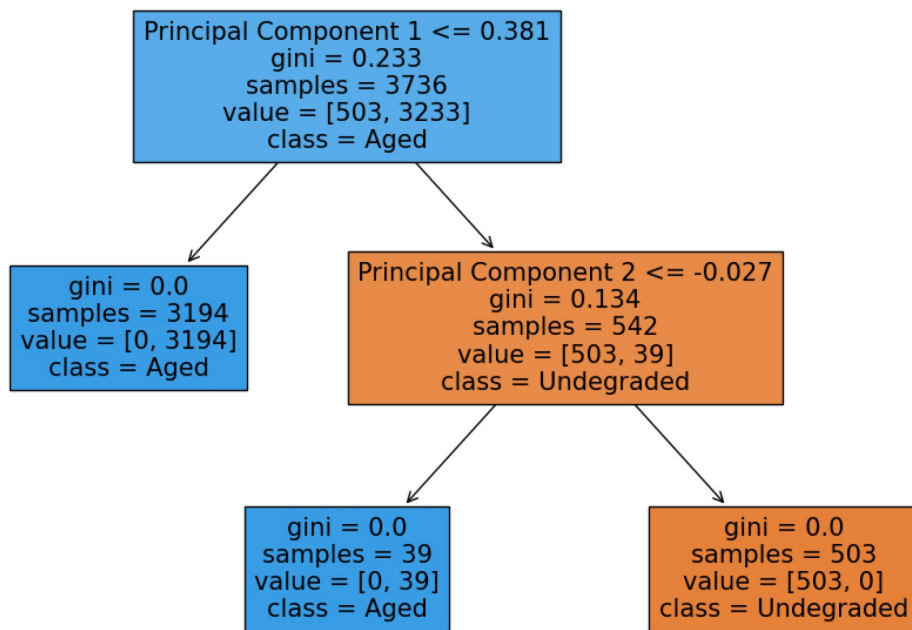 Principal Component 1 <= 0.381
gini = 0.233
samples = 3736
value = [503, 3233]
class = Aged
gini = 0.0
samples = 3194
value = [0, 3194]
class = Aged
Principal Component 2 <= -0.027
gini = 0.134
samples = 542
value = [503, 39]
class = Undegraded
gini = 0.0
samples = 39
value = [0, 39]
class = Aged
gini = 0.0
samples = 503
value = [503, 0]
class = Undegraded